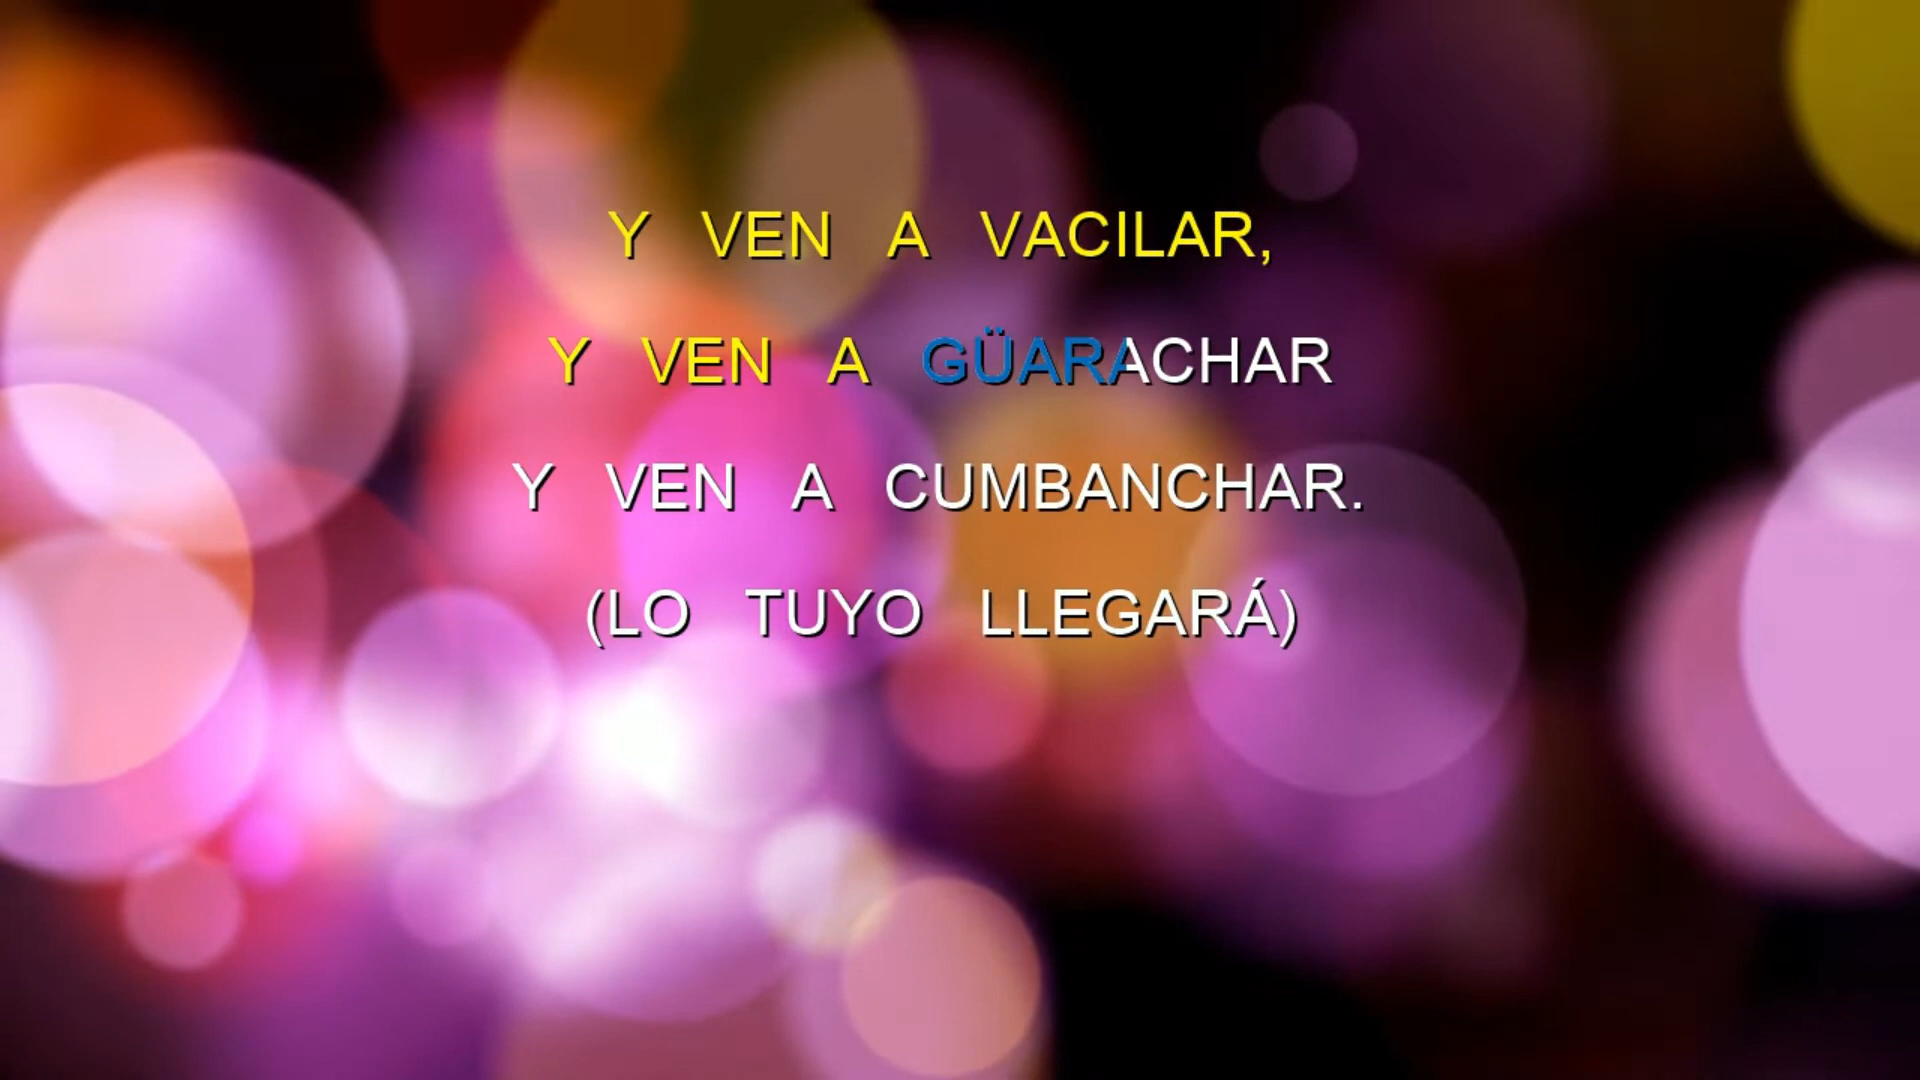 Y VEN A VACILAR,
Y VEN A GÜARACHAR
Y VEN A CUMBANCHAR.
(LO TUYO LLEGARÁ)